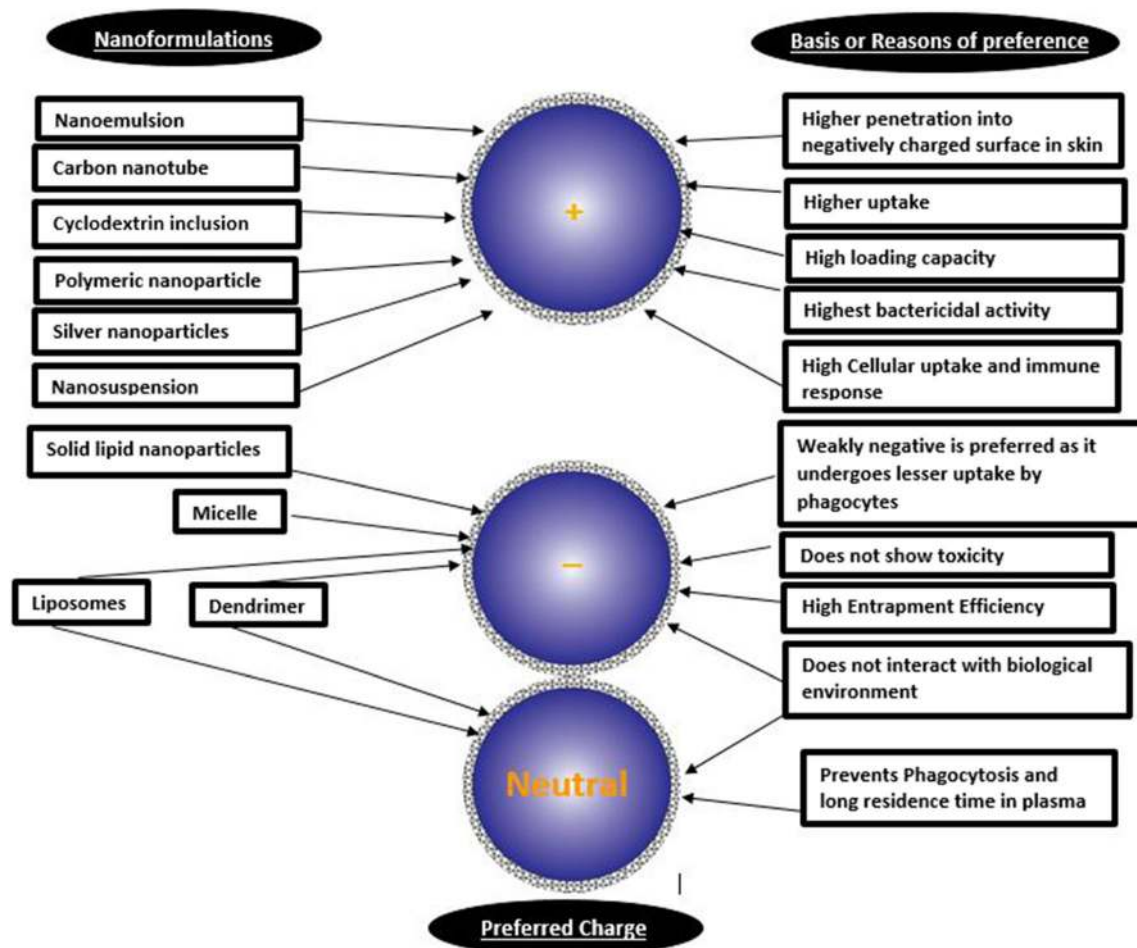 Nanoformulations
Basis or Reasons of preference
Nanoemulsion
Carbon nanotube
Cyclodextrin inclusion
Polymeric nanoparticle
Silver nanoparticles
Nanosuspension
Solid lipid nanoparticles
Micelle
Liposomes
Dendrimer
+
–
Neutral
Preferred Charge
Higher penetration into
negatively charged surface in skin
Higher uptake
High loading capacity
Highest bactericidal activity
High Cellular uptake and immune
response
Weakly negative is preferred as it
undergoes lesser uptake by
phagocytes
Does not show toxicity
High Entrapment Efficiency
Does not interact with biological
environment
Prevents Phagocytosis and
long residence time in plasma